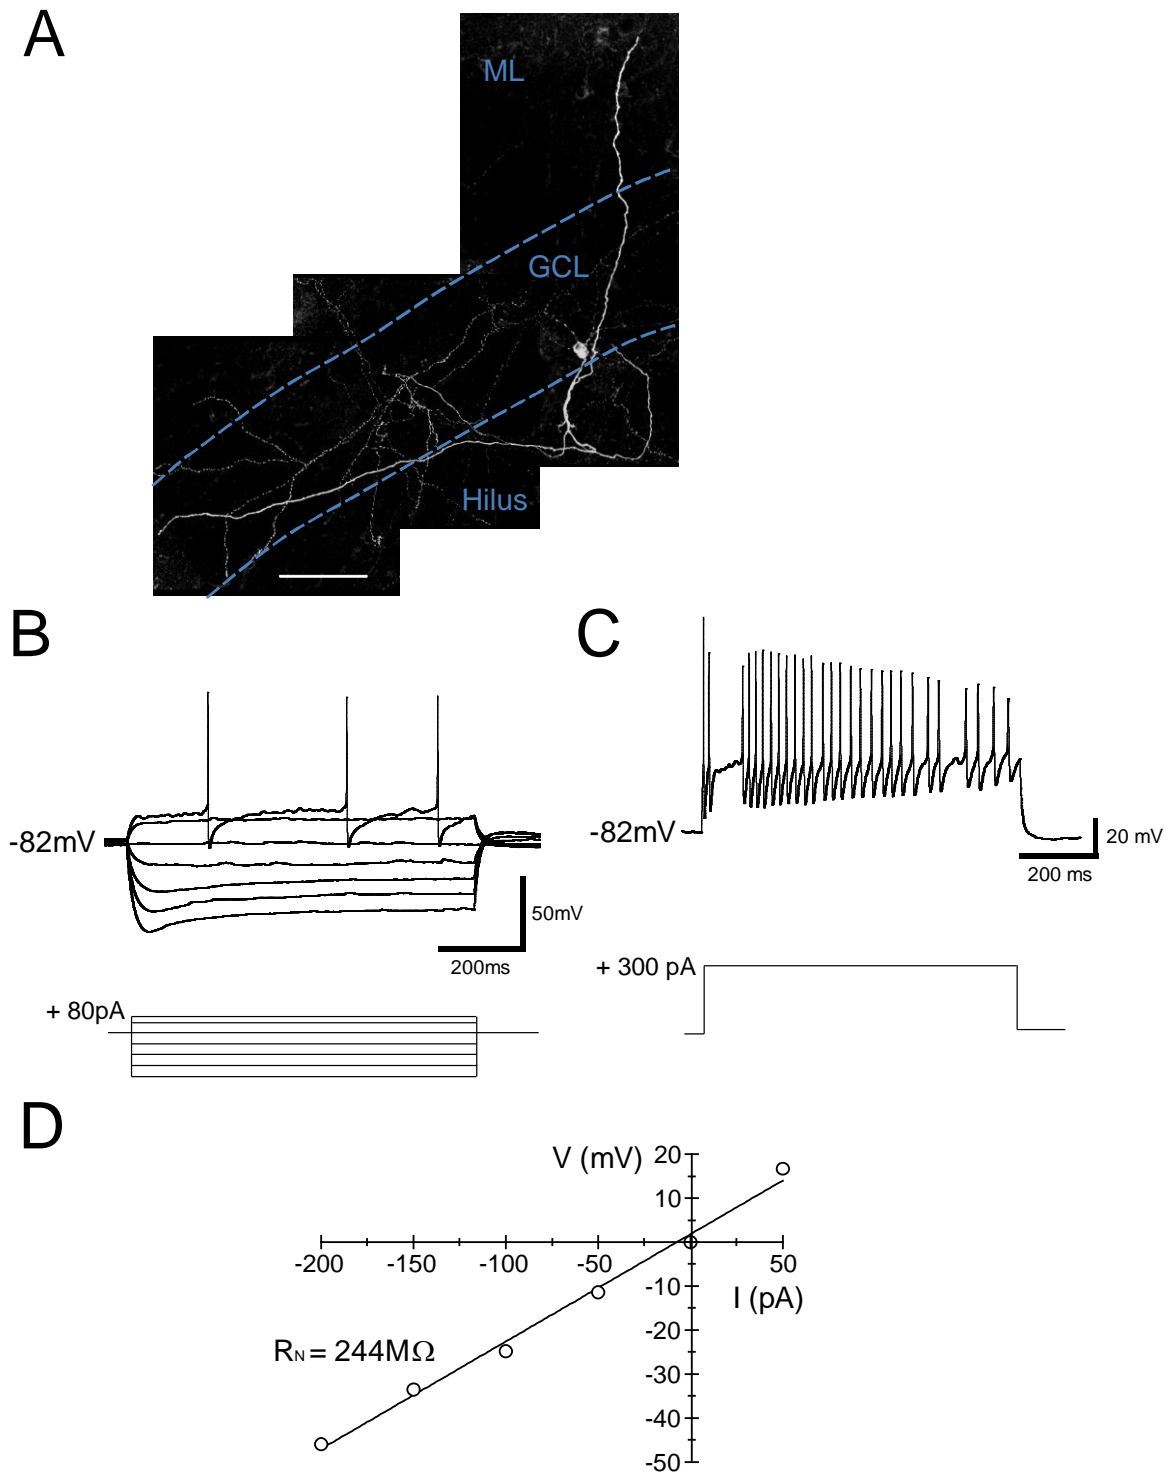 A
ML
GCL
Hilus
B
-82mV
50mV
200ms
+ 80pA
C
-82mV
20 mV
200 ms
+ 300 pA
D
V (mV)
20
10
-200 -150 -100 -50 50
-10
I (pA)
-20
RN = 244MΩ
-30
-40
-50